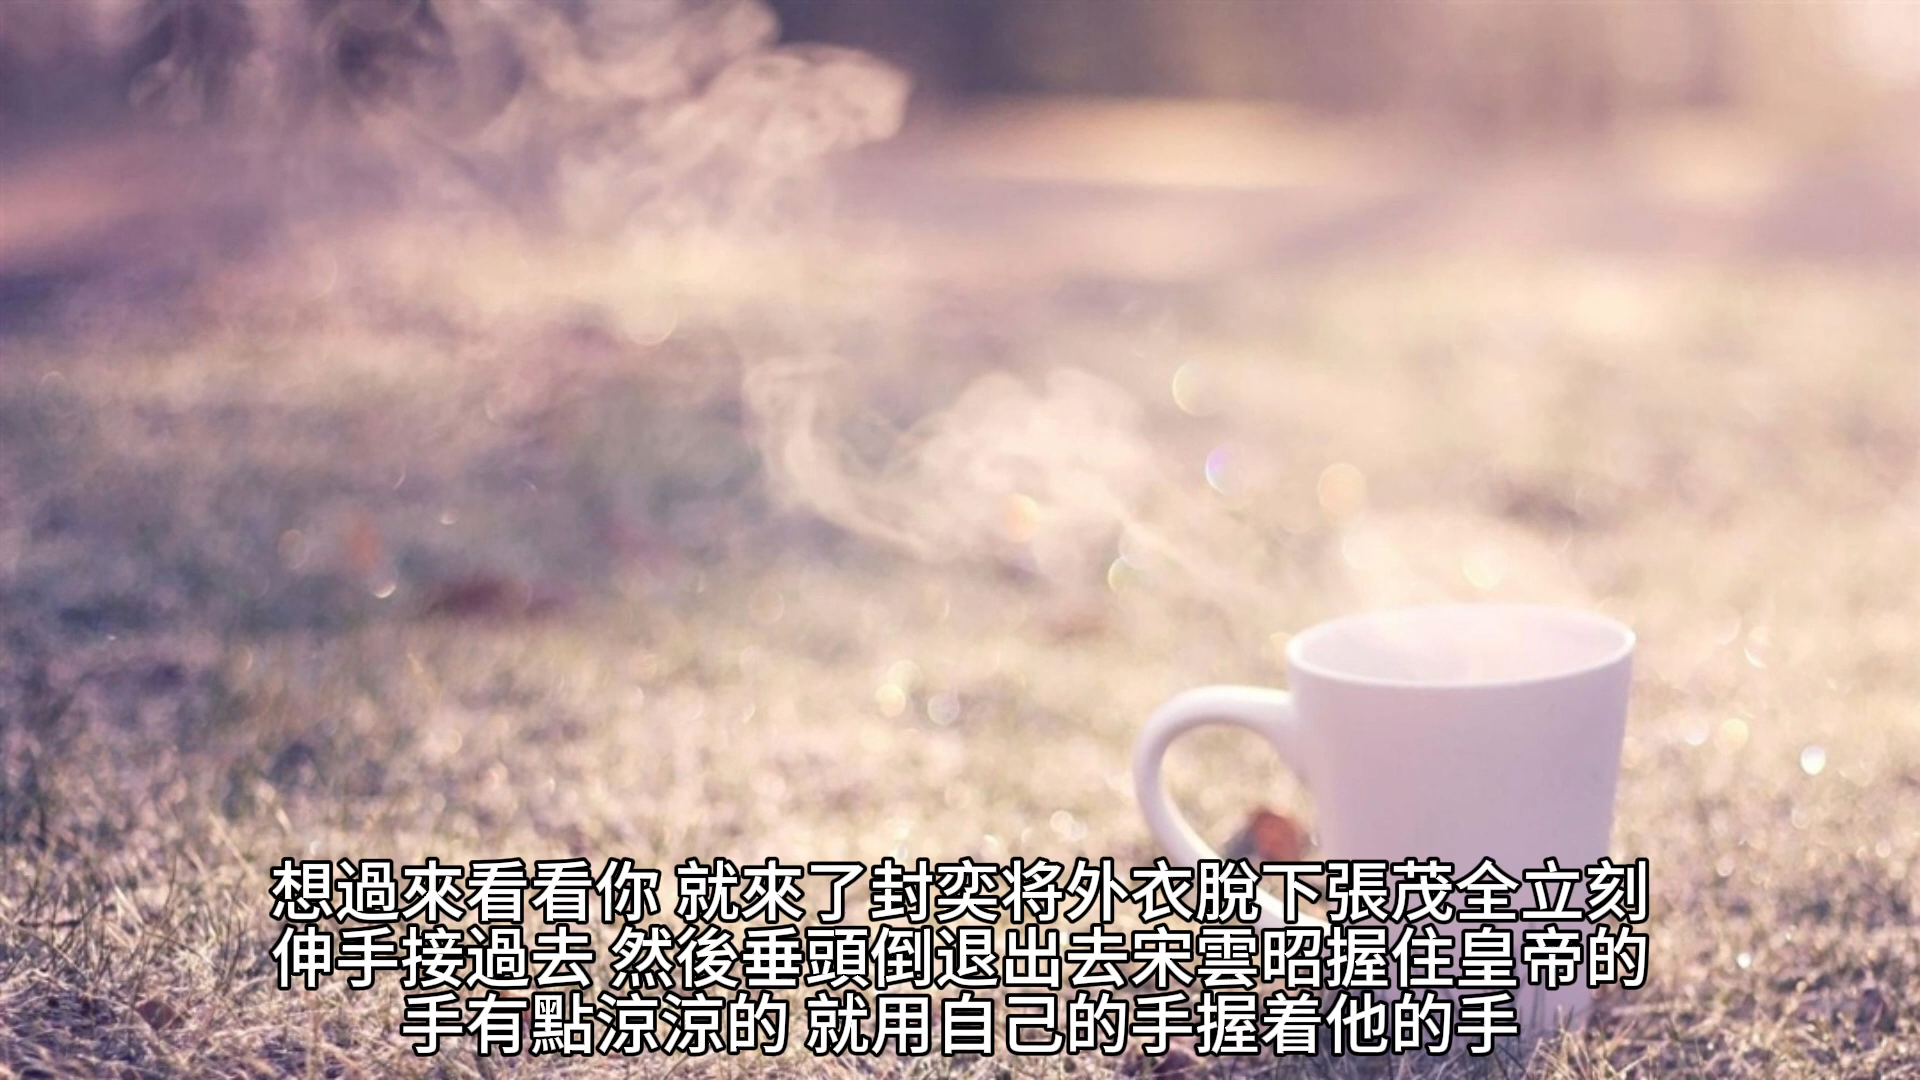 想過來看看你 就來了封奕将外衣脫下張茂全立刻
伸手接過去 然後垂頭倒退出去宋雲昭握住皇帝的
手有點涼涼的 就用自己的手握着他的手